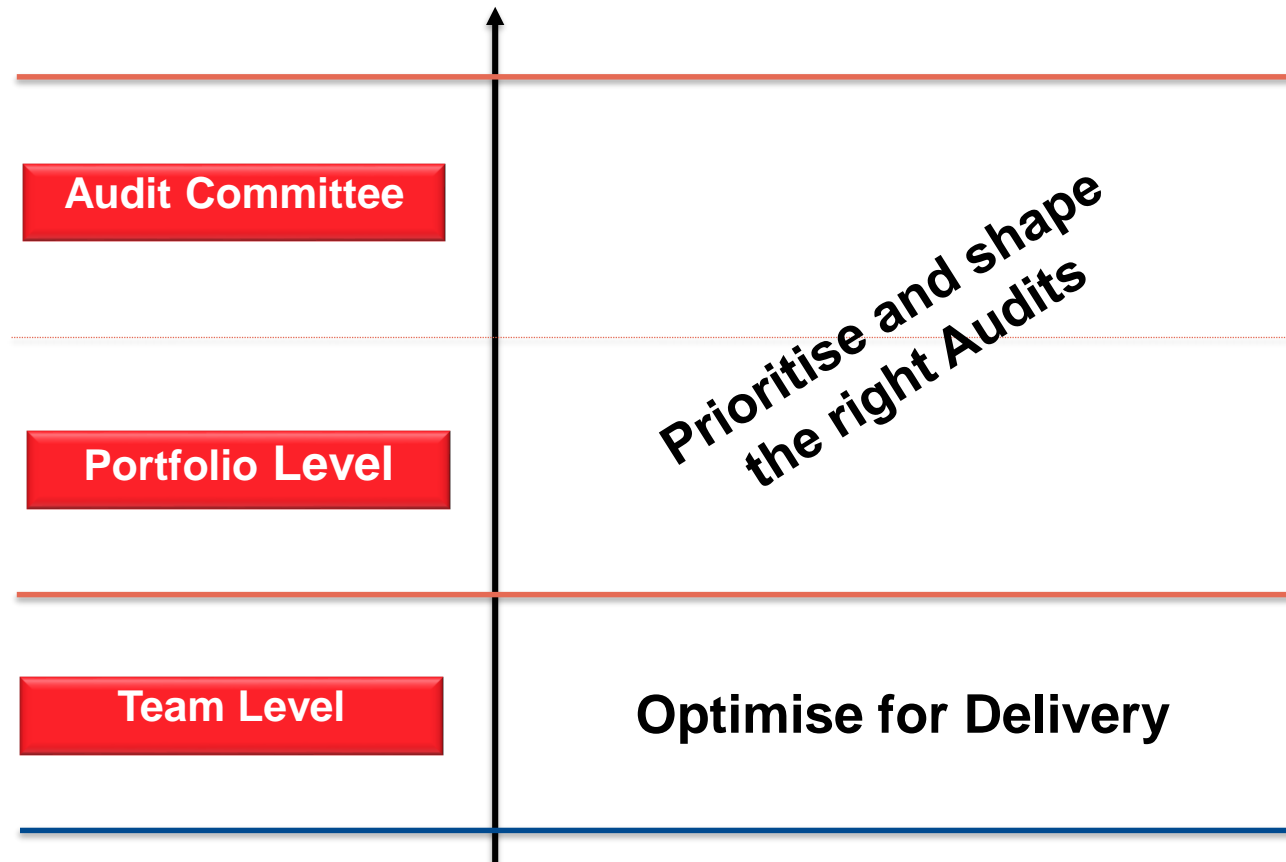 Audit Committee
Prioritise and shape
the right Audits
Portfolio Level
Team Level
Optimise for Delivery